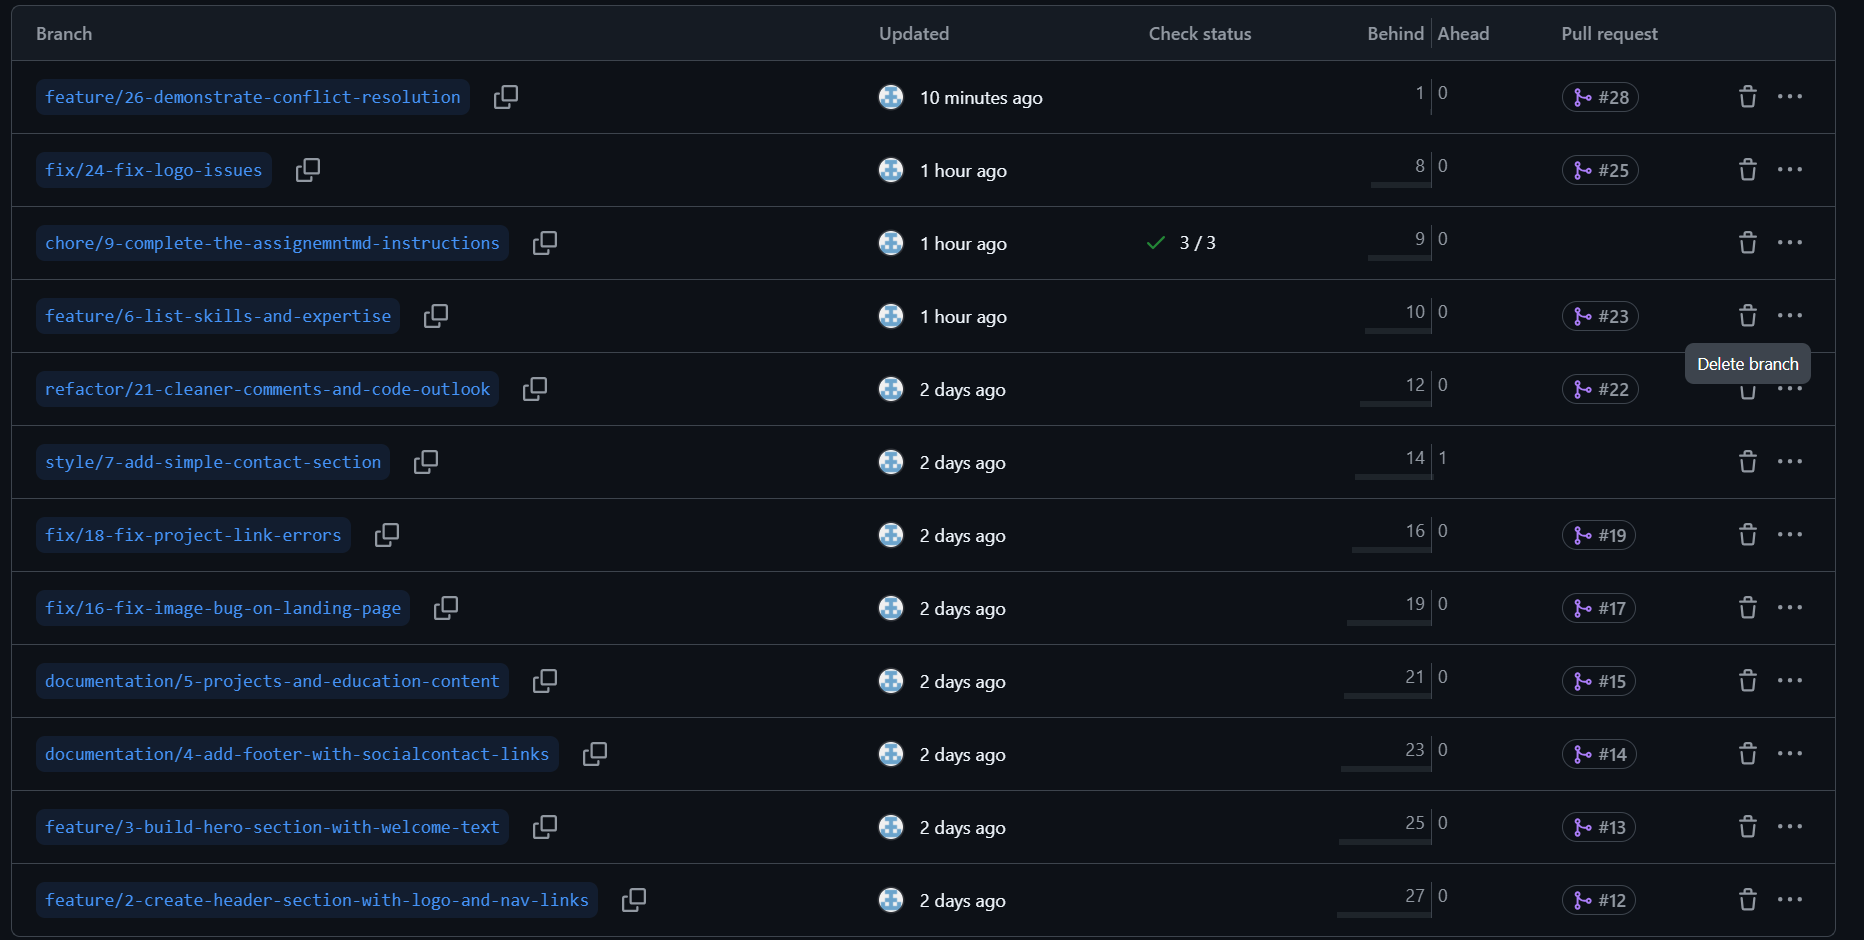 Branch Updated Check status Behind Ahead Pull request
feature/26-demonstrate-conflict-resolution 10 minutes ago 1 0 #28
fix/24-fix-logo-issues 1 hour ago 8 0 #25
chore/9-complete-the-assignemntmd-instructions 1 hour ago 3 / 3 9 0
feature/6-list-skills-and-expertise 1 hour ago 10 0 #23
Delete branch
refactor/21-cleaner-comments-and-code-outlook 2 days ago 12 0 #22
style/7-add-simple-contact-section 2 days ago 14 1
fix/18-fix-project-link-errors 2 days ago 16 0 #19
fix/16-fix-image-bug-on-landing-page 2 days ago 19 0 #17
documentation/5-projects-and-education-content 2 days ago 21 0 #15
documentation/4-add-footer-with-socialcontact-links 2 days ago 23 0 #14
feature/3-build-hero-section-with-welcome-text 2 days ago 25 0 #13
feature/2-create-header-section-with-logo-and-nav-links 2 days ago 27 0 #12